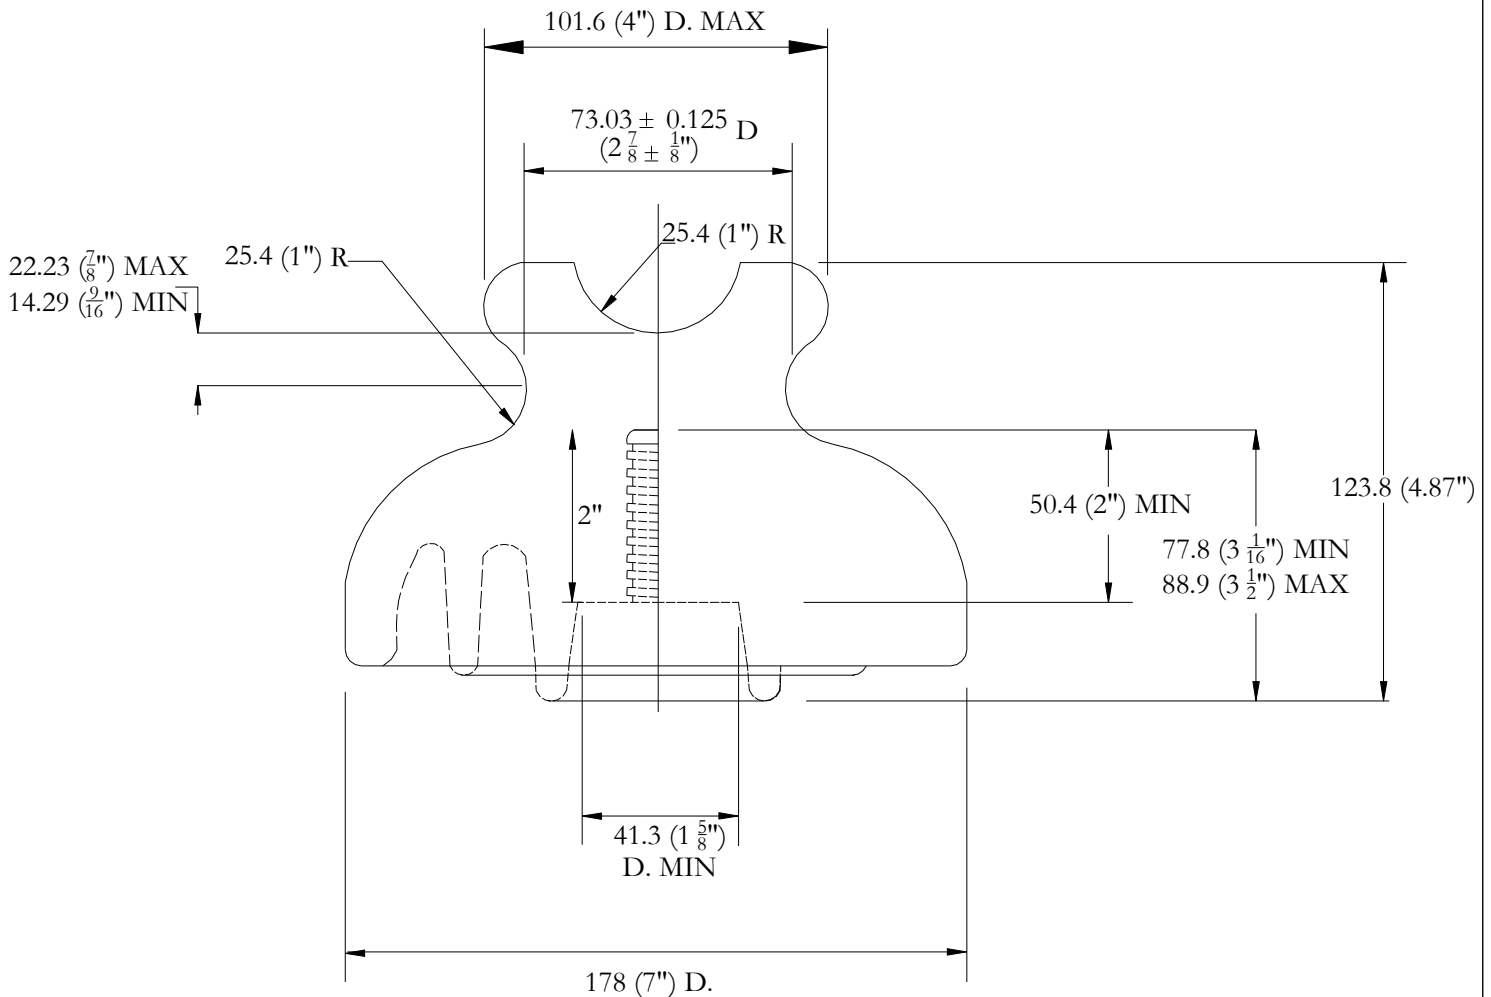 101.6 (4") D. MAX
73.03 ± 0.125 D
(2 7/8 ± 1/8")
25.4 (1") R
25.4 (1") R
22.23 (7/8") MAX
14.29 (9/16") MIN
2"
50.4 (2") MIN
123.8 (4.87")
77.8 (3 1/16") MIN
88.9 (3 1/2") MAX
41.3 (1 5/8")
D. MIN
178 (7") D.